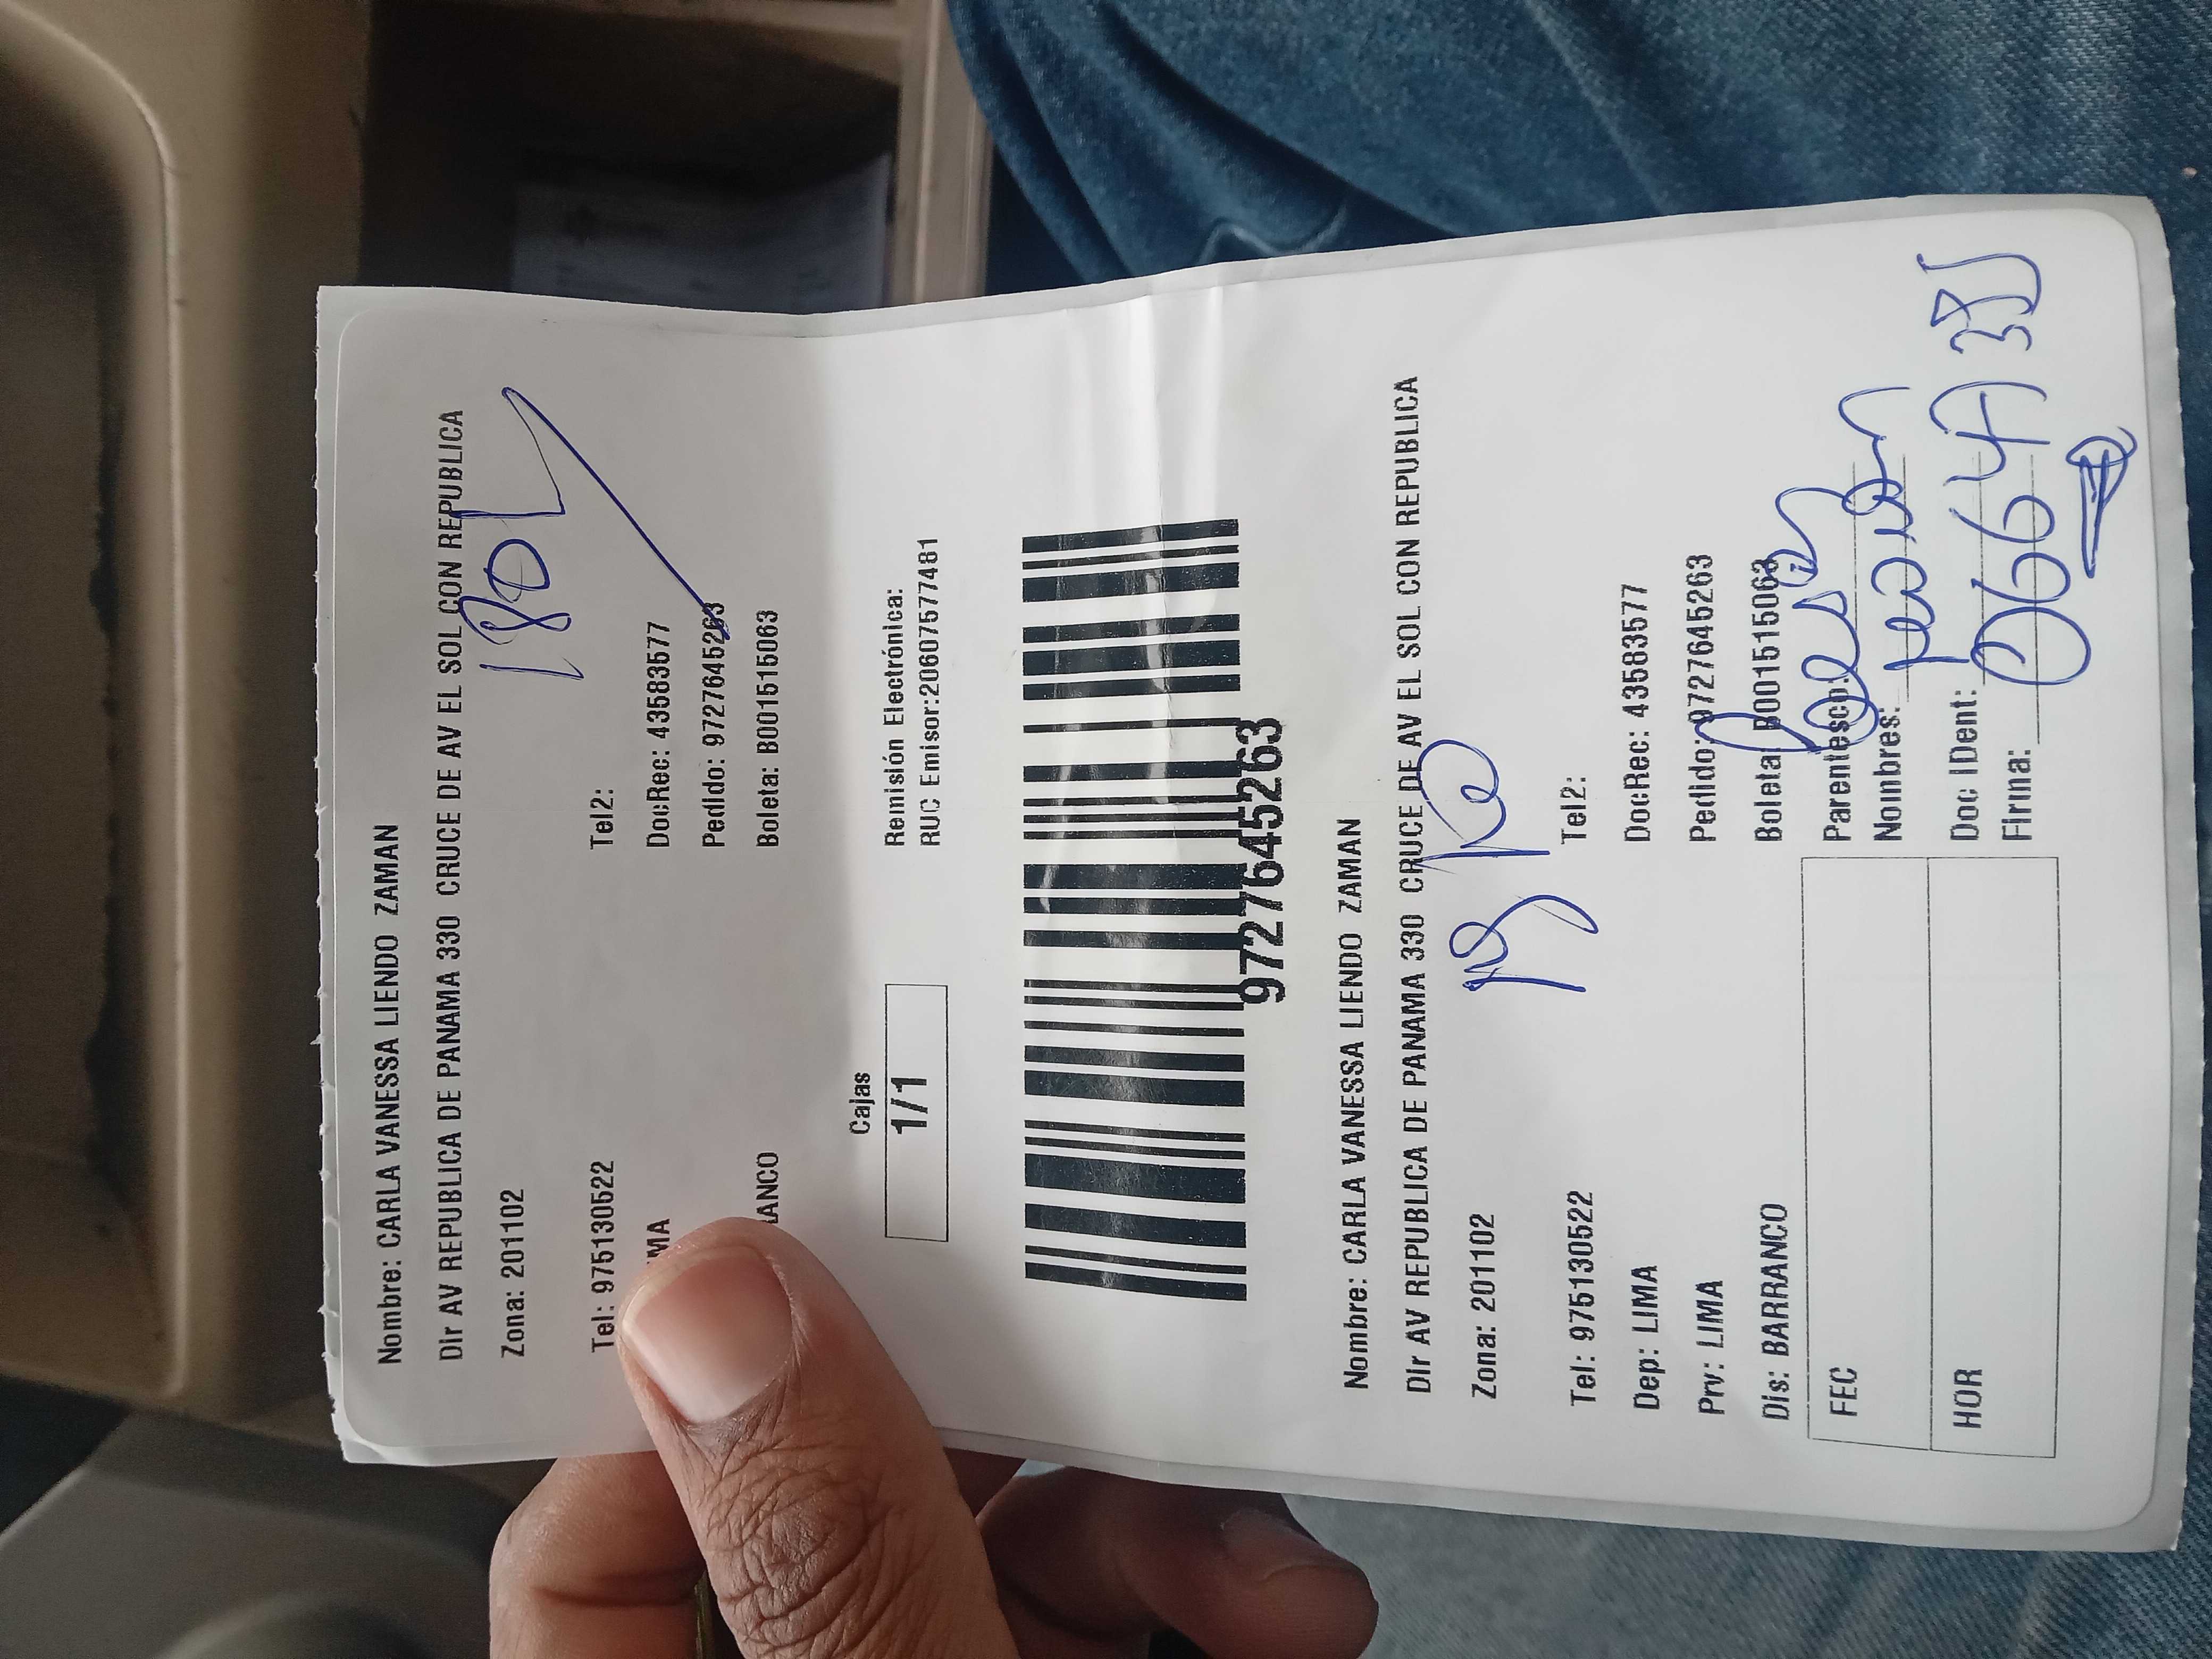 Nombre: CARLA VANESSA LIENDO ZAMAN
Dir AV REPUBLICA DE PANAMA 330 CRUCE DE AV EL SOL CON REPUBLICA
Zona: 201102
1801
Tel: 975130522 Tel2:
DocRec: 43583577
Pedido: 9727645263
Boleta: B001515063
Cajas
1/1
Remisión Electrónica:
RUC Emisor:20607577481
9727645263
Nombre: CARLA VANESSA LIENDO ZAMAN
Dir AV REPUBLICA DE PANAMA 330 CRUCE DE AV EL SOL CON REPUBLICA
Zona: 201102
Tel: 975130522 Tel2:
Dep: LIMA DocRec: 43583577
Prv: LIMA Pedido: 9727645263
Dis: BARRANCO Boleta: B001515063
FEC
HOR
Parentesco:
Nombres:
Doc IDent:
Firma: